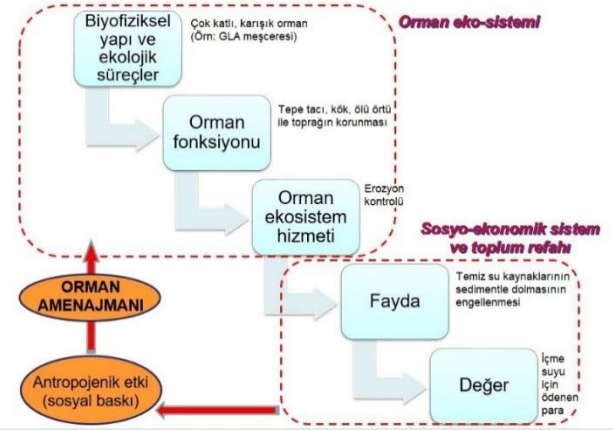 Orman eko-sistemi
Biyofiziksel
yapı ve
ekolojik
süreçler
Çok katlı, karışık orman
(Örn: GLA meşceresi)
Orman
fonksiyonu
Tepe tacı, kök, ölü örtü
ile toprağın korunması
Orman
ekosistem
hizmeti
Erozyon
kontrolü
Sosyo-ekonomik sistem
ve toplum refahı
Fayda
Temiz su kaynaklarının
sedimentle dolmasının
engellenmesi
Değer
İçme
suyu
için
ödenen
para
ORMAN
AMENAJMANI
Antropojenik etki
(sosyal baskı)